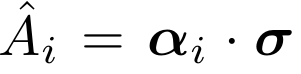 Â_i = 𝛂_i · 𝛔